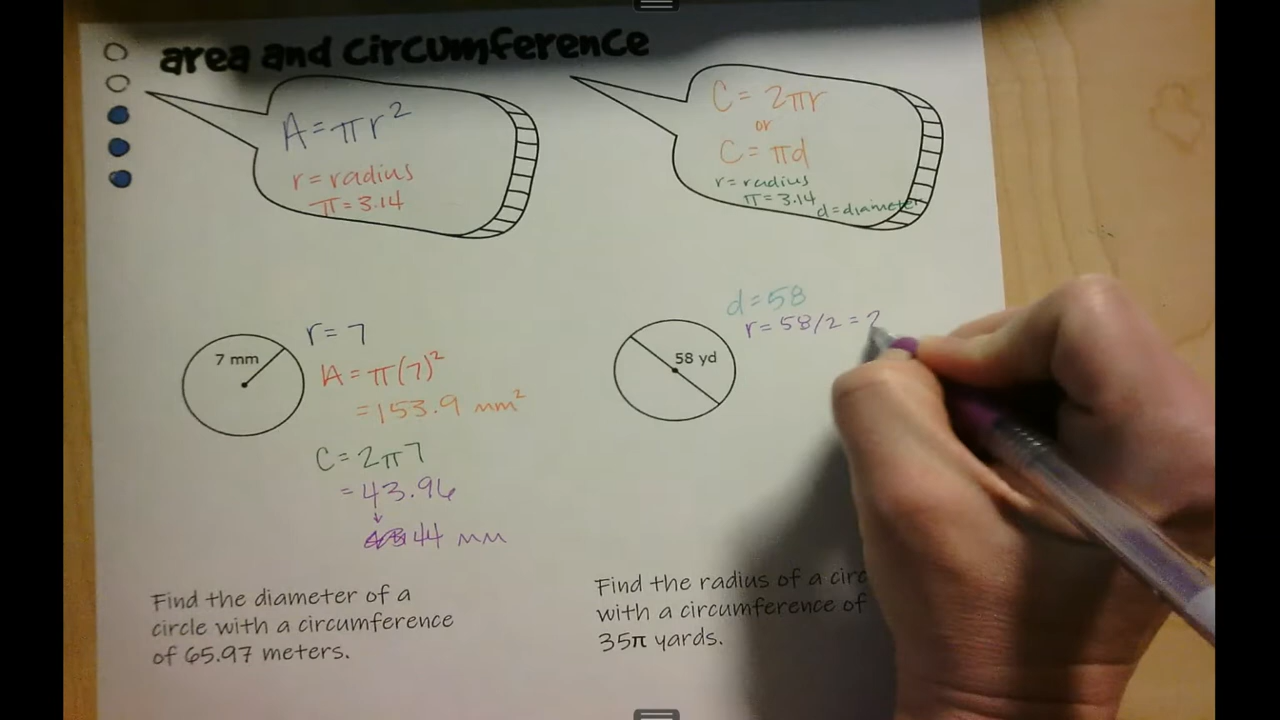 area and circumference
A = πr²
r = radius
π = 3.14
C = 2πr
or
C = πd
r = radius
π = 3.14
d = diameter
7 mm
r = 7
A = π(7)²
= 153.9 mm²
C = 2π7
= 43.96
44 mm
58 yd
d = 58
r = 58/2 = 2
Find the diameter of a
circle with a circumference
of 65.97 meters.
Find the radius of a circ
with a circumference of
35π yards.